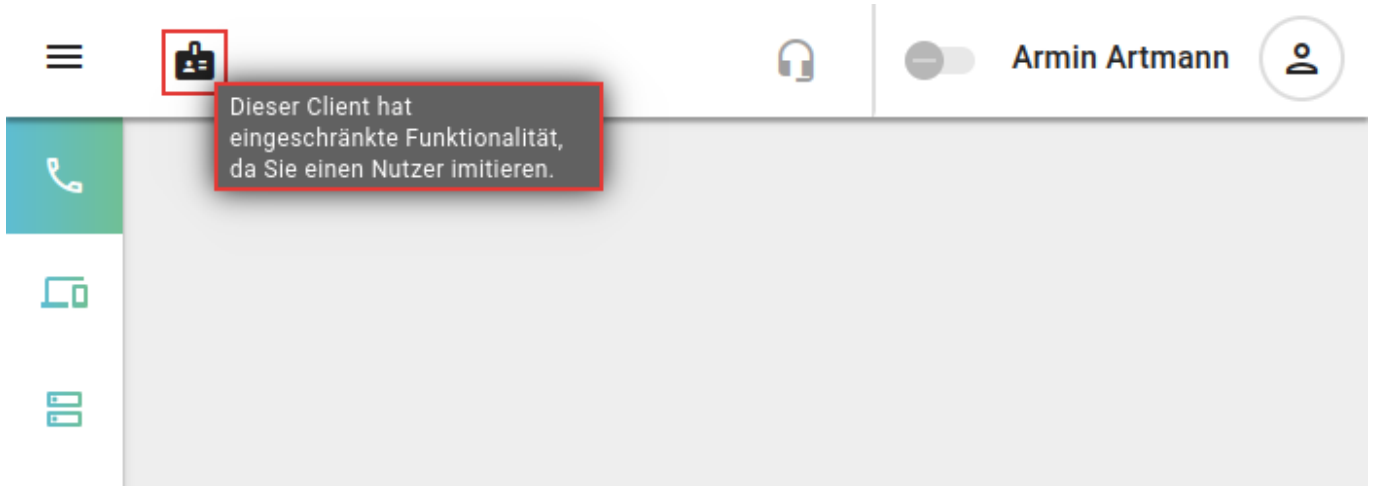 Armin Artmann
Dieser Client hat
eingeschränkte Funktionalität,
da Sie einen Nutzer imitieren.